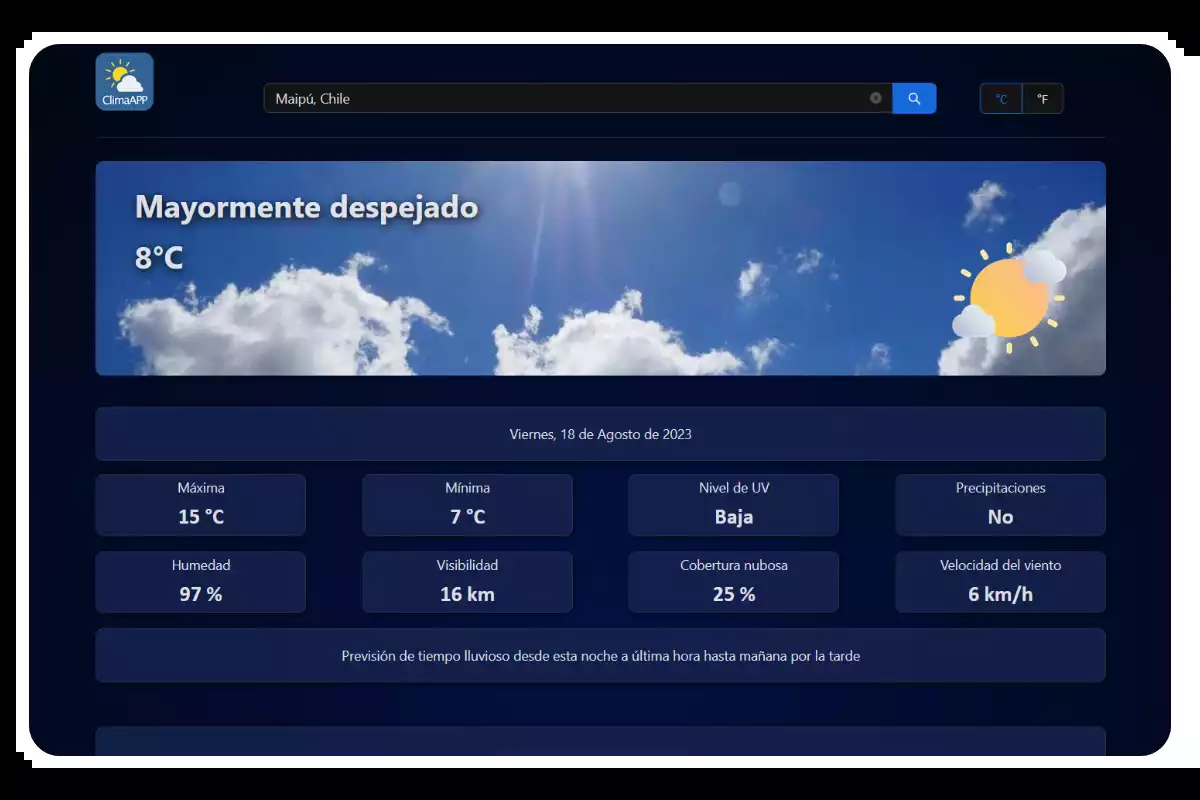 ClimaAPP
Maipú, Chile
°C
°F
Mayormente despejado
8°C
Viernes, 18 de Agosto de 2023
Máxima
15 °C
Mínima
7 °C
Nivel de UV
Baja
Precipitaciones
No
Humedad
97 %
Visibilidad
16 km
Cobertura nubosa
25 %
Velocidad del viento
6 km/h
Previsión de tiempo lluvioso desde esta noche a última hora hasta mañana por la tarde